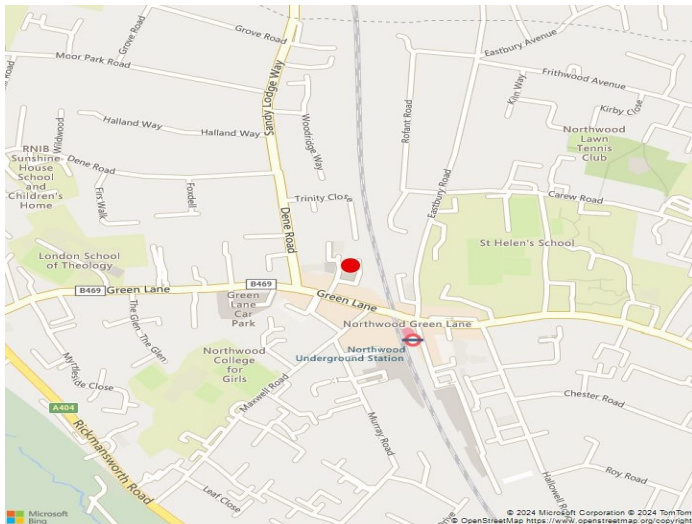 Grove Road
Grove Road
Moor Park Road
Road
Sandy Lodge Way
Eastbury Avenue
Frithwood Avenue
Kiln Way
Kirby Close
Halland Way
Halland Way
Wildwood
Woodridge Way
Rofant Road
Northwood
Lawn
Tennis
Club
RNIB
Sunshine
House
School
and
Children's
Home
Dene Road
Firs Walk
Foxdell
Trinity Close
Eastbury Road
Carew Road
Dene Road
St Helen's School
London School
of Theology
B469
Green Lane
B469
Green
Lane
Car
Park
Green Lane
The Glen
The Glen
Northwood Green Lane
Northwood
Underground Station
Myrtleside Close
Northwood
College
for
Girls
Maxwell Road
A404
Rickmansworth Road
Murray Road
Chester Road
Hallowell Road
Roy Road
Leaf Close
Drive
Microsoft
Bing
© 2024 Microsoft Corporation © 2024 TomTom
© OpenStreetMap https://www.openstreetmap.org/copyright